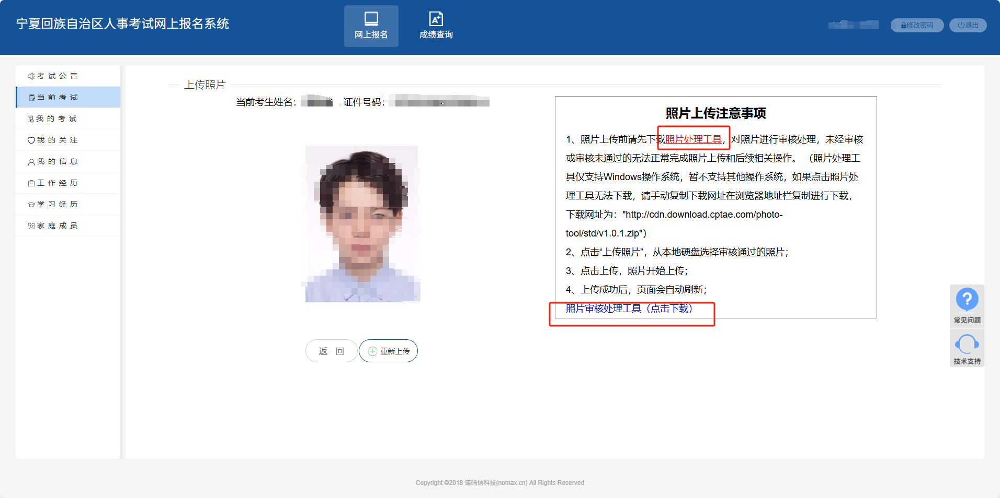 宁夏回族自治区人事考试网上报名系统
网上报名
成绩查询
修改密码
退出
考试公告
当前考试
我的考试
我的关注
我的信息
工作经历
学习经历
家庭成员
上传照片
当前考生姓名：
证件号码：
照片上传注意事项
1、照片上传前请先下载照片处理工具，对照片进行审核处理，未经审核
或审核未通过的无法正常完成照片上传和后续相关操作。（照片处理工
具仅支持Windows操作系统，暂不支持其他操作系统，如果点击照片处
理工具无法下载，请手动复制下载网址在浏览器地址栏复制进行下载，
下载网址为："http://cdn.download.cptae.com/photo-
tool/std/v1.0.1.zip"）
2、点击“上传照片”，从本地硬盘选择审核通过的照片；
3、点击上传，照片开始上传；
4、上传成功后，页面会自动刷新；
照片审核处理工具（点击下载）
返 回
重新上传
常见问题
技术支持
Copyright ©2018 诺码信科技(nomax.cn) All Rights Reserved